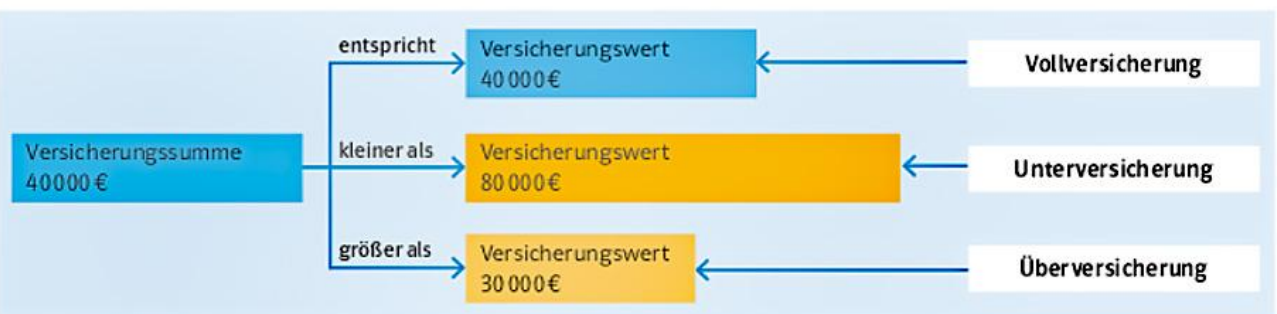 Versicherungssumme
40000 €
entspricht
Versicherungswert
40 000 €
Vollversicherung
kleiner als
Versicherungswert
80 000 €
Unterversicherung
größer als
Versicherungswert
30 000 €
Überversicherung